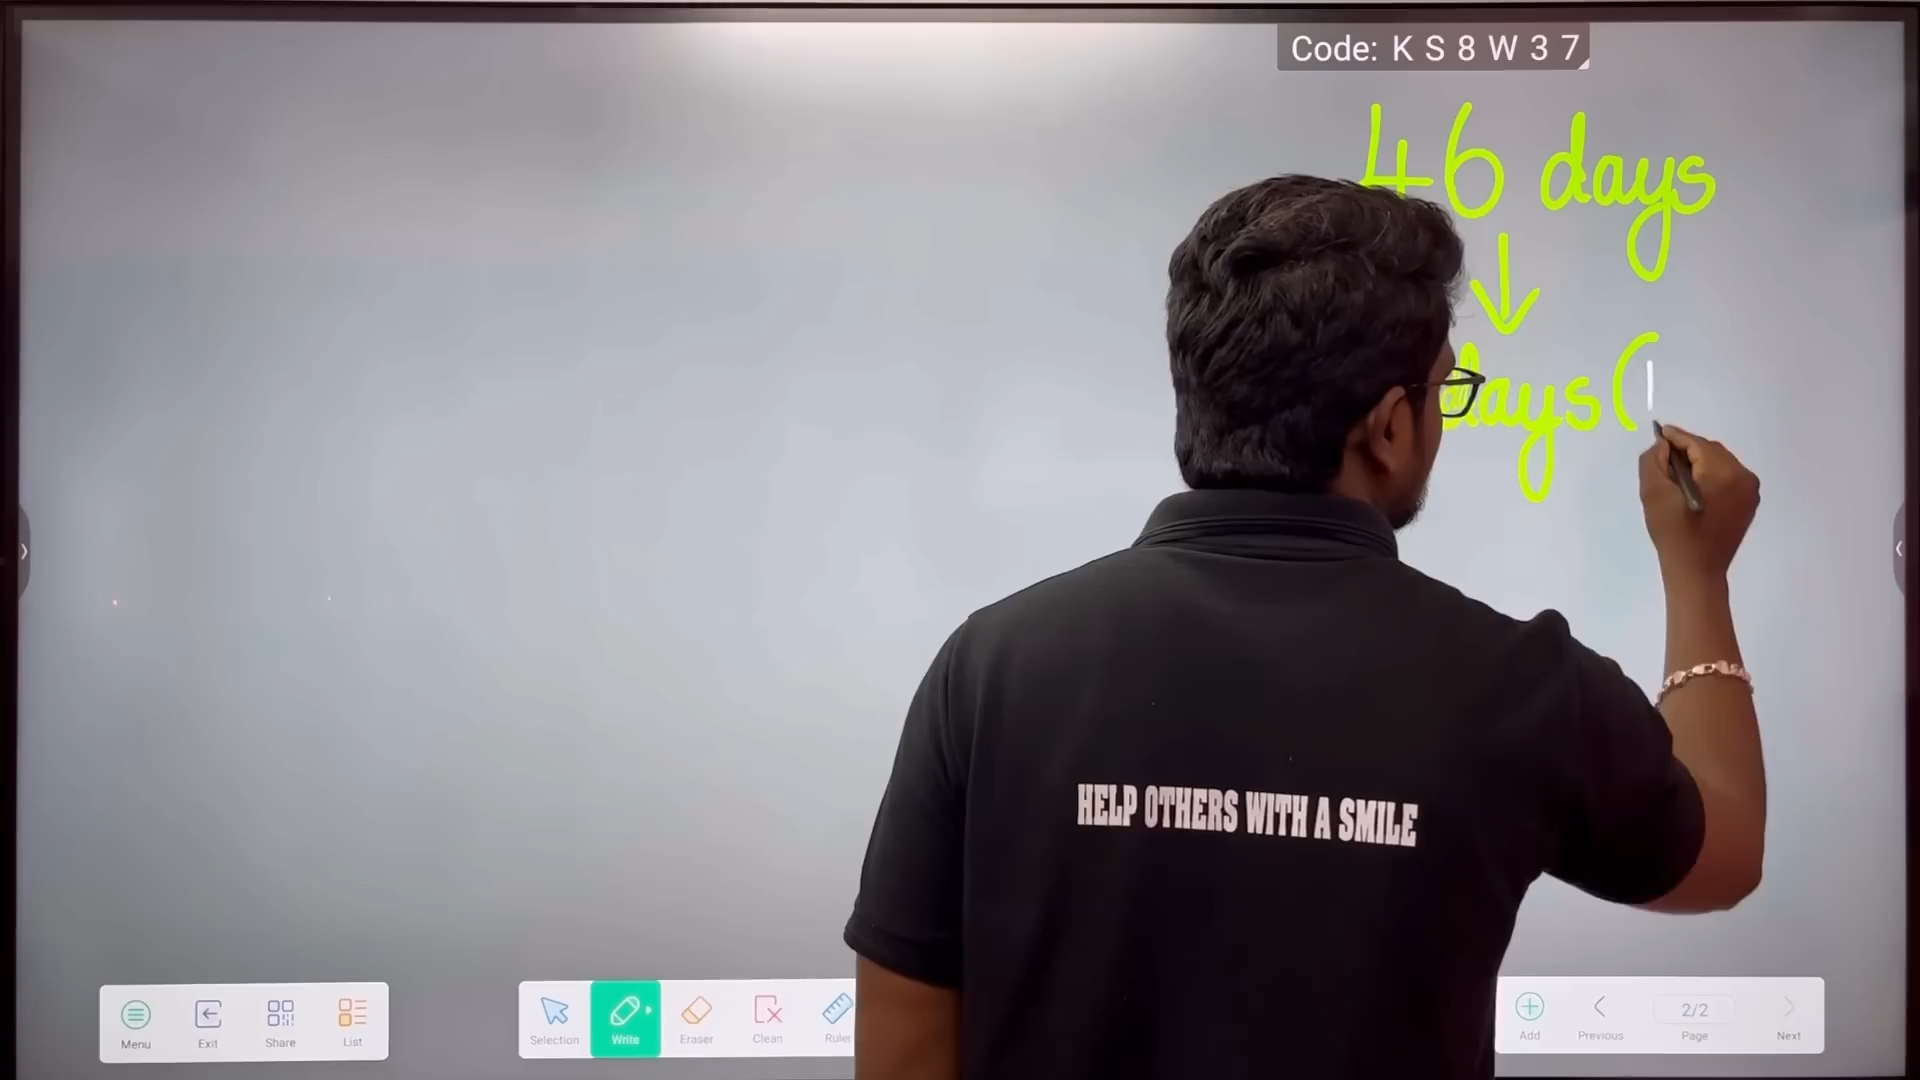 Code: K S 8 W 3 7
46 days
↓
days (
HELP OTHERS WITH A SMILE
Menu Exit Share List
Selection Write Eraser Clean Ruler
Add Previous 2/2 Page Next